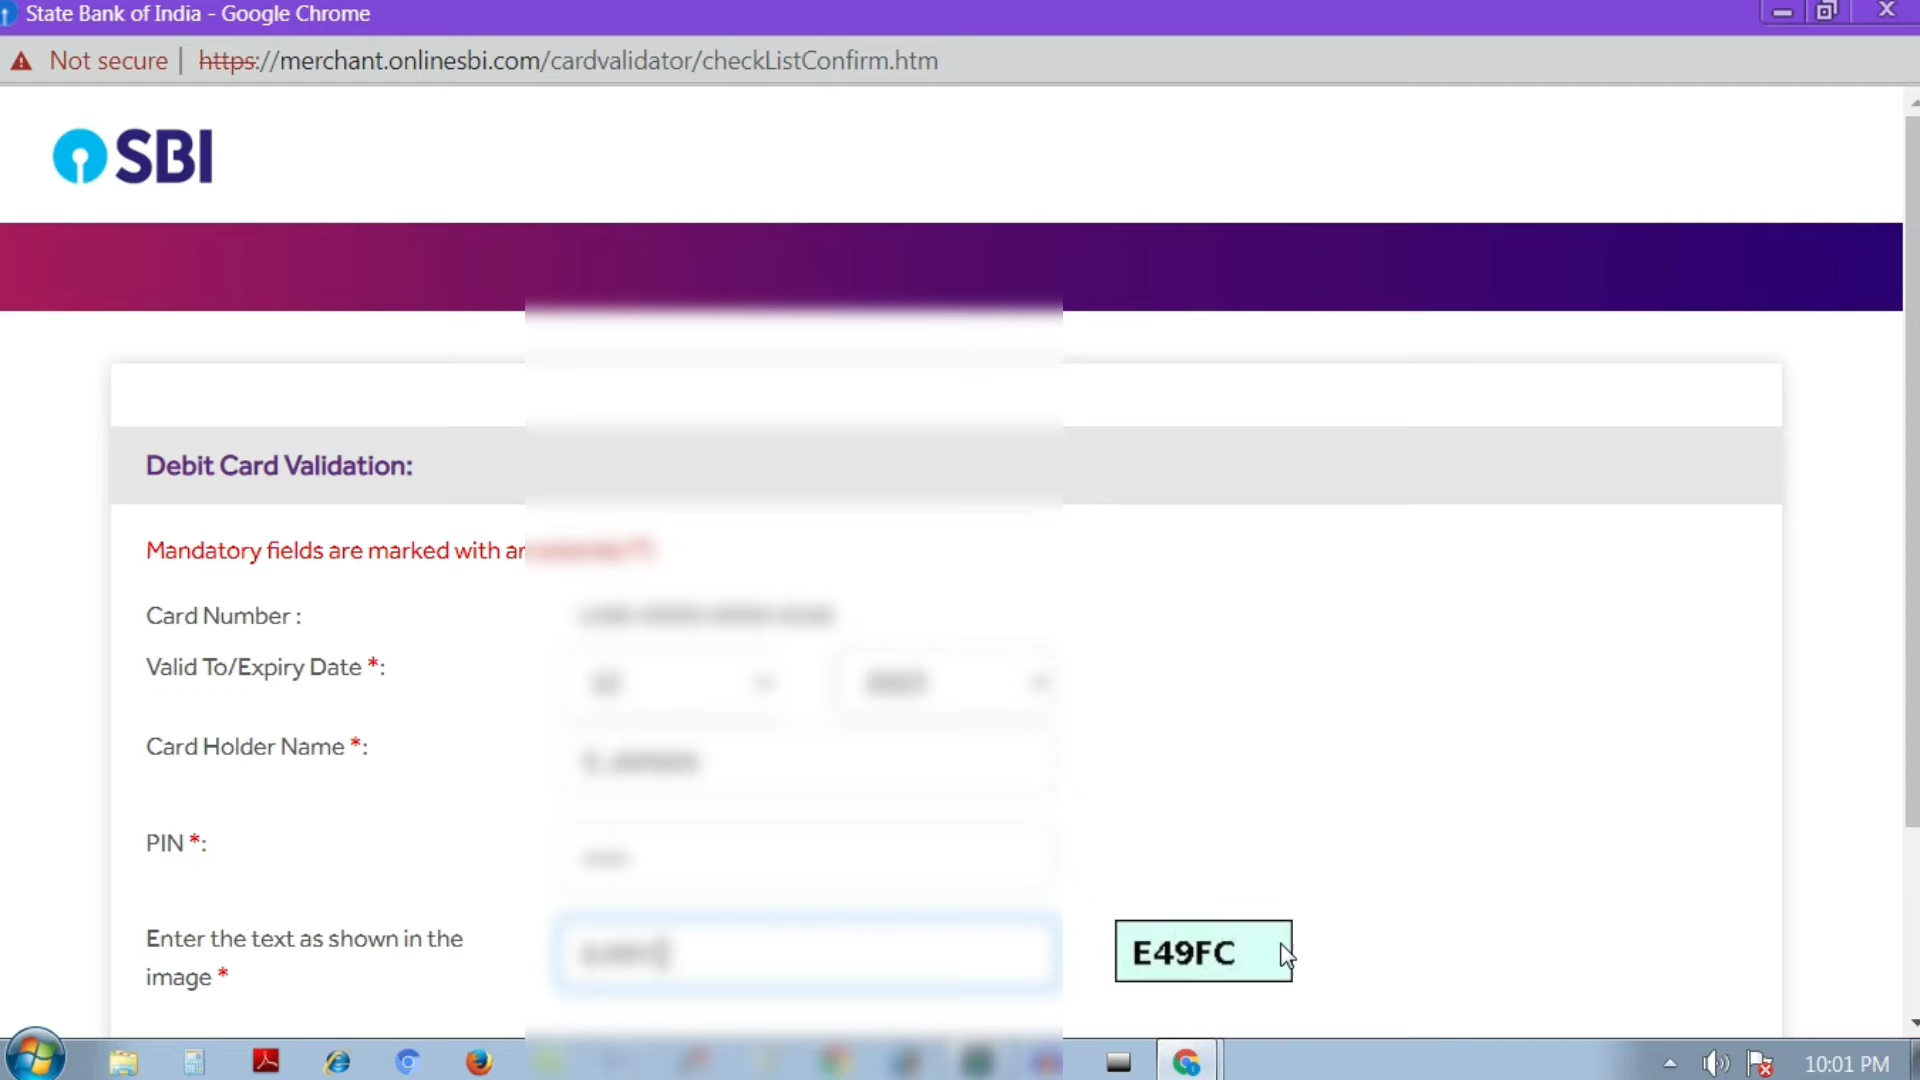 State Bank of India - Google Chrome
Not secure | https://merchant.onlinesbi.com/cardvalidator/checkListConfirm.htm
SBI
Debit Card Validation:
Mandatory fields are marked with an
Card Number :
Valid To/Expiry Date *:
Card Holder Name *:
PIN *:
Enter the text as shown in the
image *
E49FC
10:01 PM